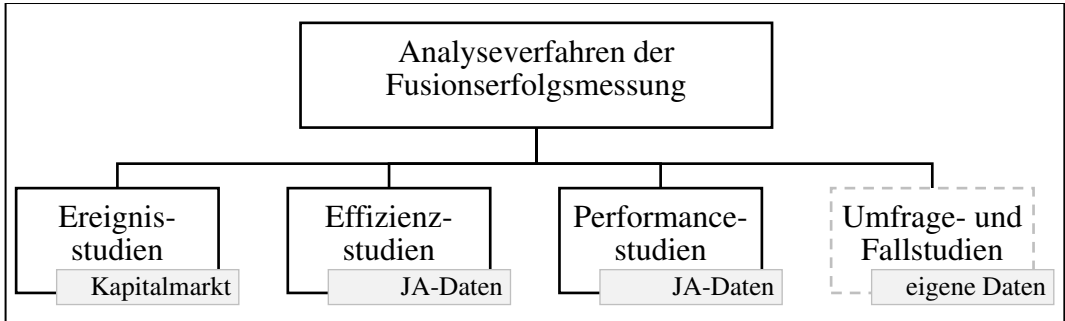 Analyseverfahren der
Fusionserfolgsmessung
Ereignis-
studien
Kapitalmarkt
Effizienz-
studien
JA-Daten
Performance-
studien
JA-Daten
Umfrage- und
Fallstudien
eigene Daten